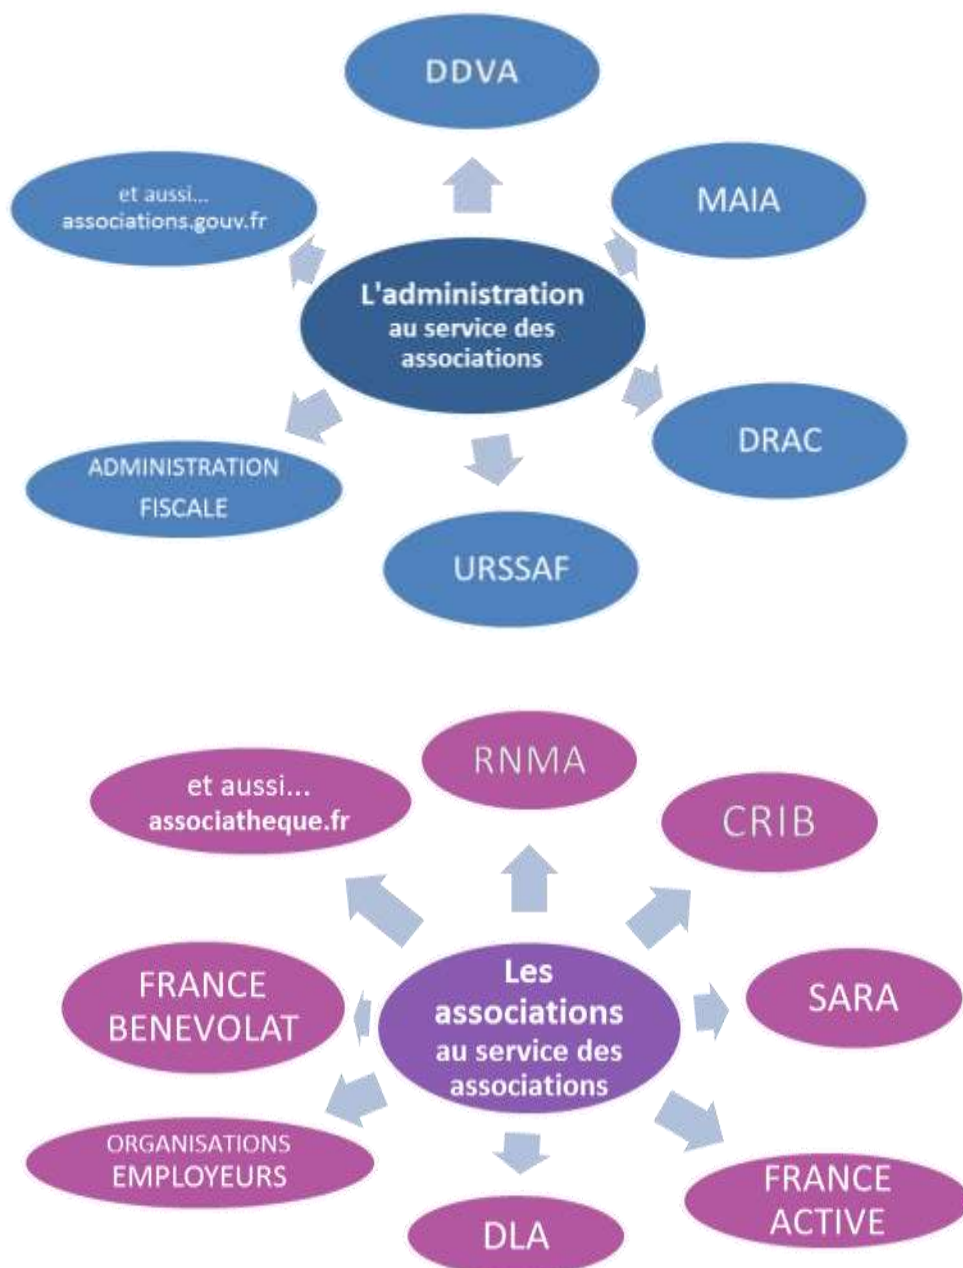 DDVA
et aussi...
associations.gouv.fr
MAIA
L'administration
au service des
associations
DRAC
ADMINISTRATION
FISCALE
URSSAF
RNMA
et aussi...
associatheque.fr
CRIB
FRANCE
BENEVOLAT
Les
associations
au service des
associations
SARA
ORGANISATIONS
EMPLOYEURS
FRANCE
ACTIVE
DLA